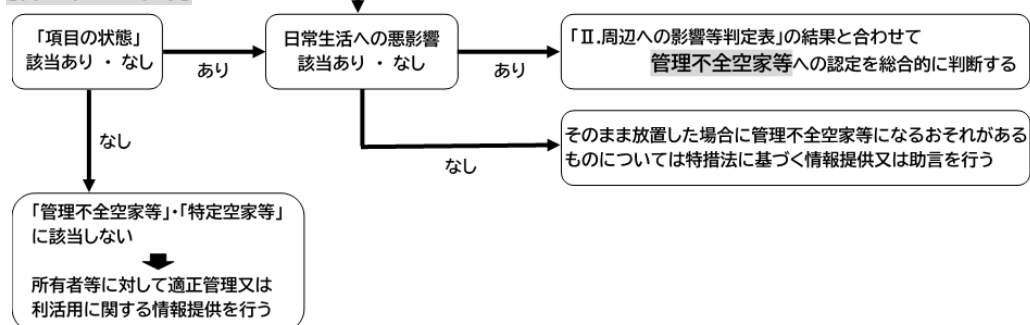 「項目の状態」
該当あり ・ なし
あり
日常生活への悪影響
該当あり ・ なし
あり
「Ⅱ.周辺への影響等判定表」の結果と合わせて
管理不全空家等への認定を総合的に判断する
なし
なし
そのまま放置した場合に管理不全空家等になるおそれがある
ものについては特措法に基づく情報提供又は助言を行う
「管理不全空家等」・「特定空家等」
に該当しない
所有者等に対して適正管理又は
利活用に関する情報提供を行う